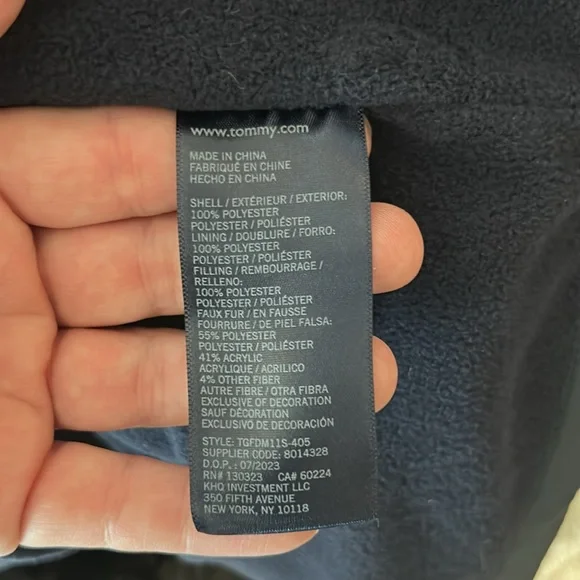 www.tommy.com
MADE IN CHINA
FABRIQUÉ EN CHINE
HECHO EN CHINA
SHELL / EXTÉRIEUR / EXTERIOR:
100% POLYESTER
POLYESTER / POLIÉSTER
LINING / DOUBLURE / FORRO:
100% POLYESTER
POLYESTER / POLIÉSTER
FILLING / REMBOURRAGE /
RELLENO:
100% POLYESTER
POLYESTER / POLIÉSTER
FAUX FUR / EN FAUSSE
FOURRURE / DE PIEL FALSA:
55% POLYESTER
POLYESTER / POLIÉSTER
41% ACRYLIC
ACRYLIQUE / ACRILICO
4% OTHER FIBER
AUTRE FIBRE / OTRA FIBRA
EXCLUSIVE OF DECORATION
SAUF DÉCORATION
EXCLUSIVO DE DECORACIÓN
STYLE: TGFDM11S-405
SUPPLIER CODE: 8014328
D.O.P. : 07/2023
RN# 130323 CA# 60224
KHQ INVESTMENT LLC
350 FIFTH AVENUE
NEW YORK, NY 10118